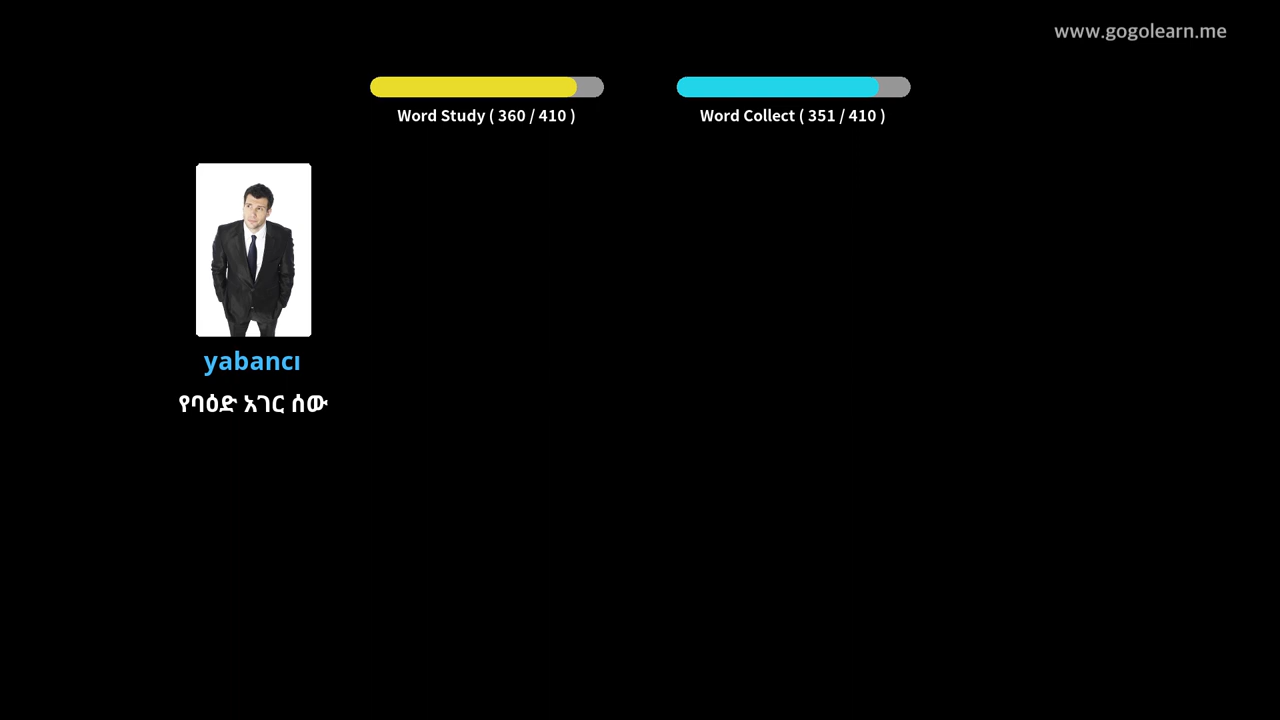 www.gogolearn.me
Word Study ( 360 / 410 )
Word Collect ( 351 / 410 )
yabancı
የባዕድ አገር ሰው